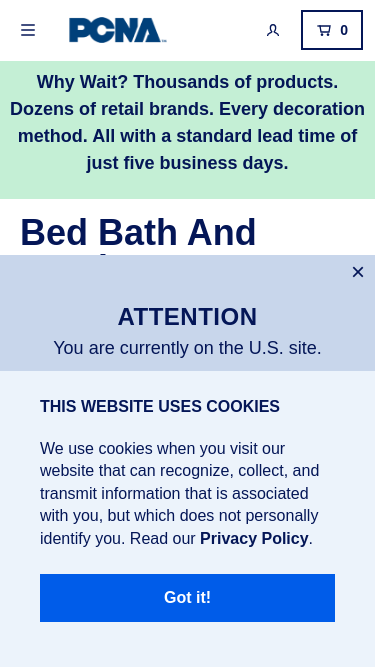 PCNA
0
Why Wait? Thousands of products.
Dozens of retail brands. Every decoration
method. All with a standard lead time of
just five business days.
Bed Bath And
ATTENTION
You are currently on the U.S. site.
THIS WEBSITE USES COOKIES
We use cookies when you visit our
website that can recognize, collect, and
transmit information that is associated
with you, but which does not personally
identify you. Read our Privacy Policy.
Got it!